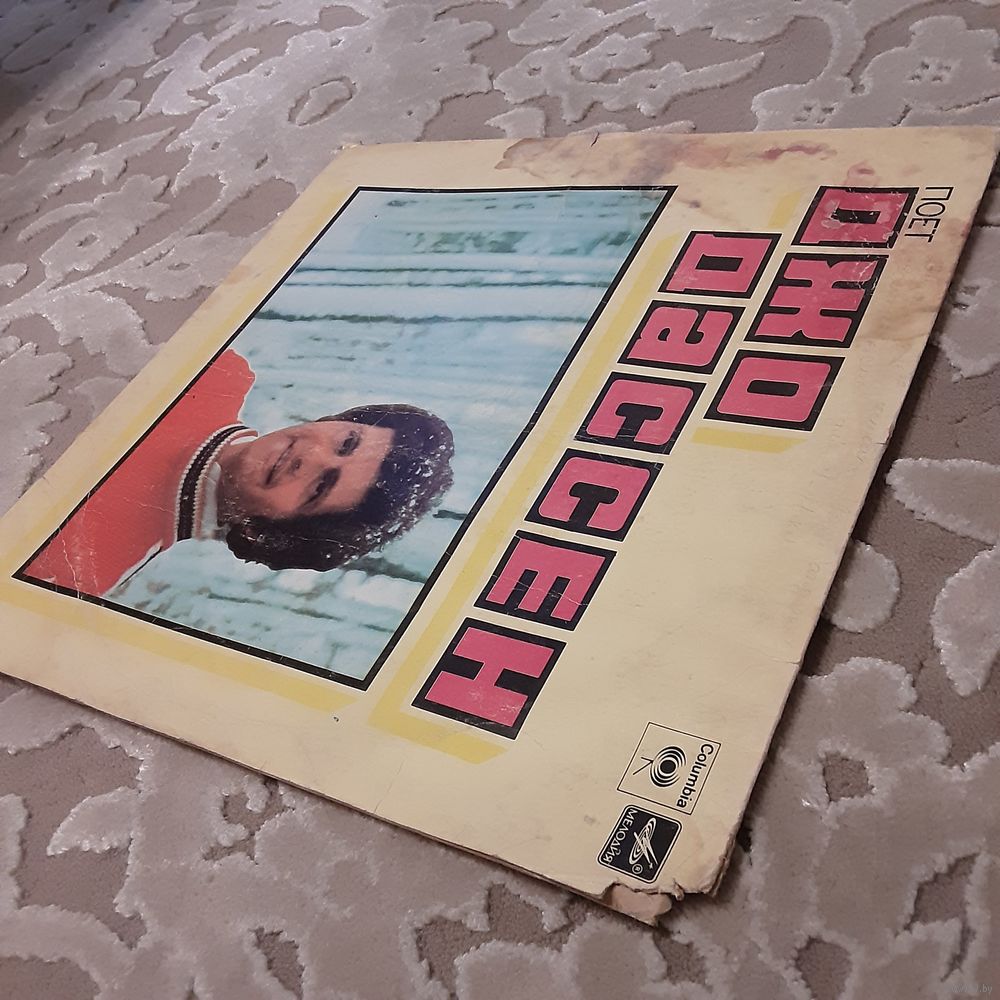 ПОЕТ
ДЖО
ДаССЕН
Columbia
МЕЛОДИЯ
®